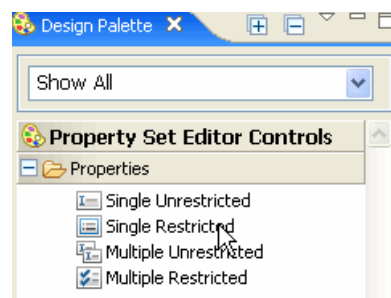 Design Palette
Show All
Property Set Editor Controls
Properties
Single Unrestricted
Single Restricted
Multiple Unrestricted
Multiple Restricted